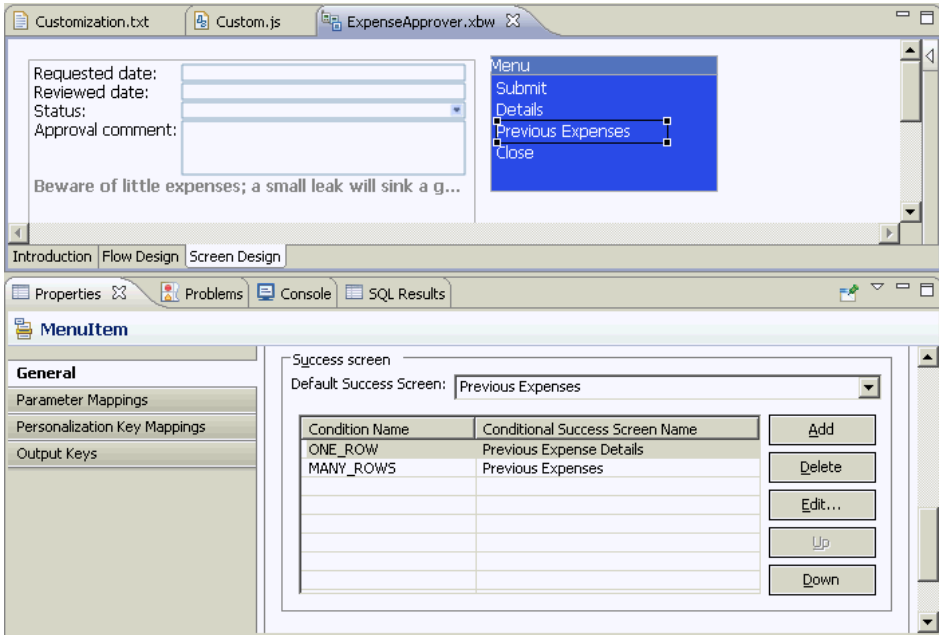 Customization.txt Custom.js ExpenseApprover.xbw
Requested date:
Reviewed date:
Status:
Approval comment:
Beware of little expenses; a small leak will sink a g...
Menu
Submit
Details
Previous Expenses
Close
Introduction Flow Design Screen Design
Properties Problems Console SQL Results
MenuItem
General
Parameter Mappings
Personalization Key Mappings
Output Keys
Success screen
Default Success Screen: Previous Expenses
Condition Name Conditional Success Screen Name
ONE_ROW Previous Expense Details
MANY_ROWS Previous Expenses
Add
Delete
Edit...
Up
Down